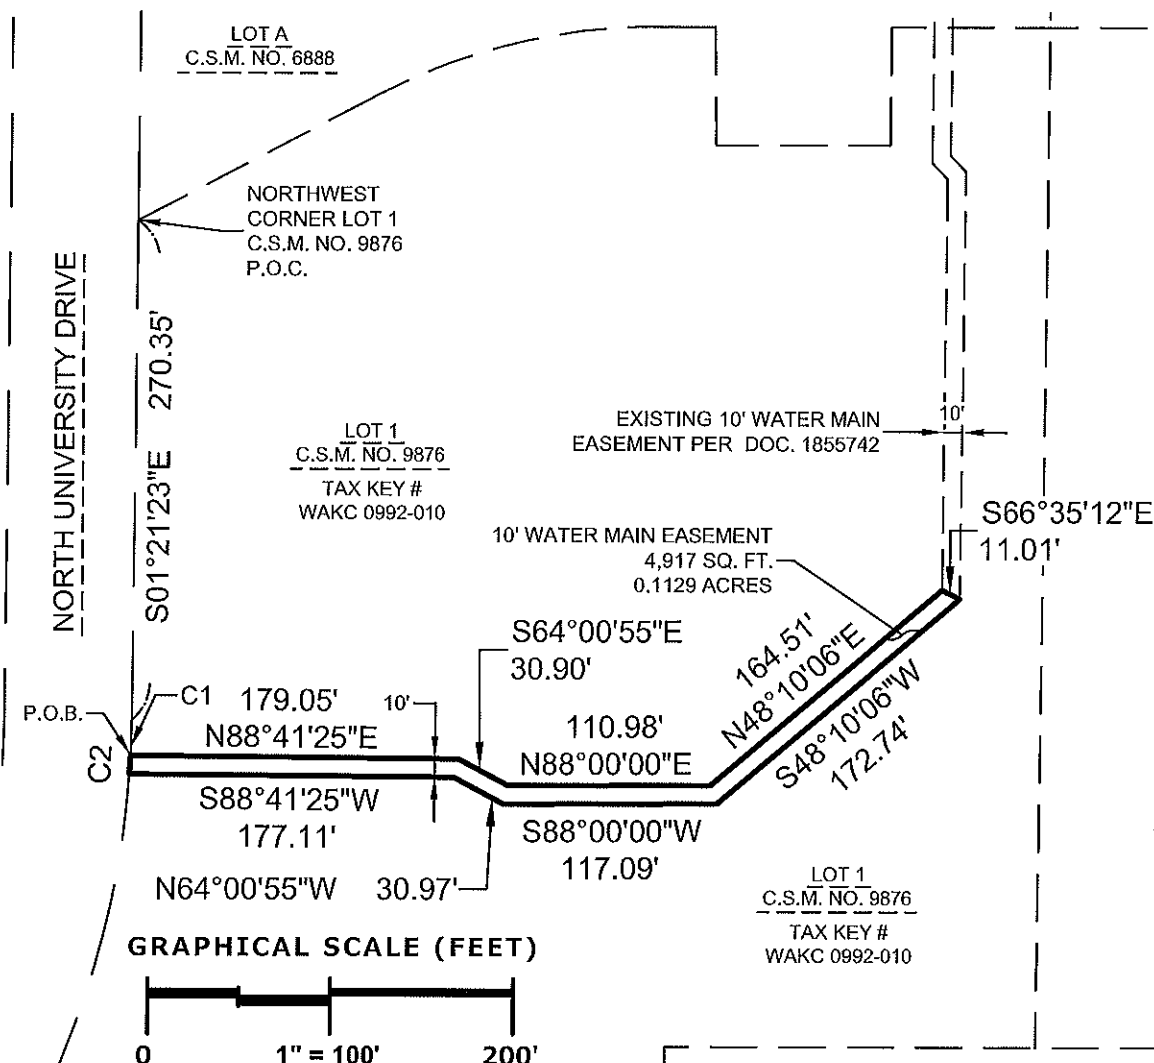 LOT A
C.S.M. NO. 6888
NORTHWEST
CORNER LOT 1
C.S.M. NO. 9876
P.O.C.
NORTH UNIVERSITY DRIVE
S01°21'23"E 270.35'
LOT 1
C.S.M. NO. 9876
TAX KEY #
WAKC 0992-010
EXISTING 10' WATER MAIN
EASEMENT PER DOC. 1855742
10'
S66°35'12"E
11.01'
10' WATER MAIN EASEMENT
4,917 SQ. FT.
0.1129 ACRES
S64°00'55"E
30.90'
164.51'
N48°10'06"E
S48°10'06"W
172.74'
P.O.B.
C1
C2
179.05'
N88°41'25"E
10'
110.98'
N88°00'00"E
S88°41'25"W
177.11'
S88°00'00"W
117.09'
N64°00'55"W 30.97'
LOT 1
C.S.M. NO. 9876
TAX KEY #
WAKC 0992-010
GRAPHICAL SCALE (FEET)
0 1" = 100' 200'